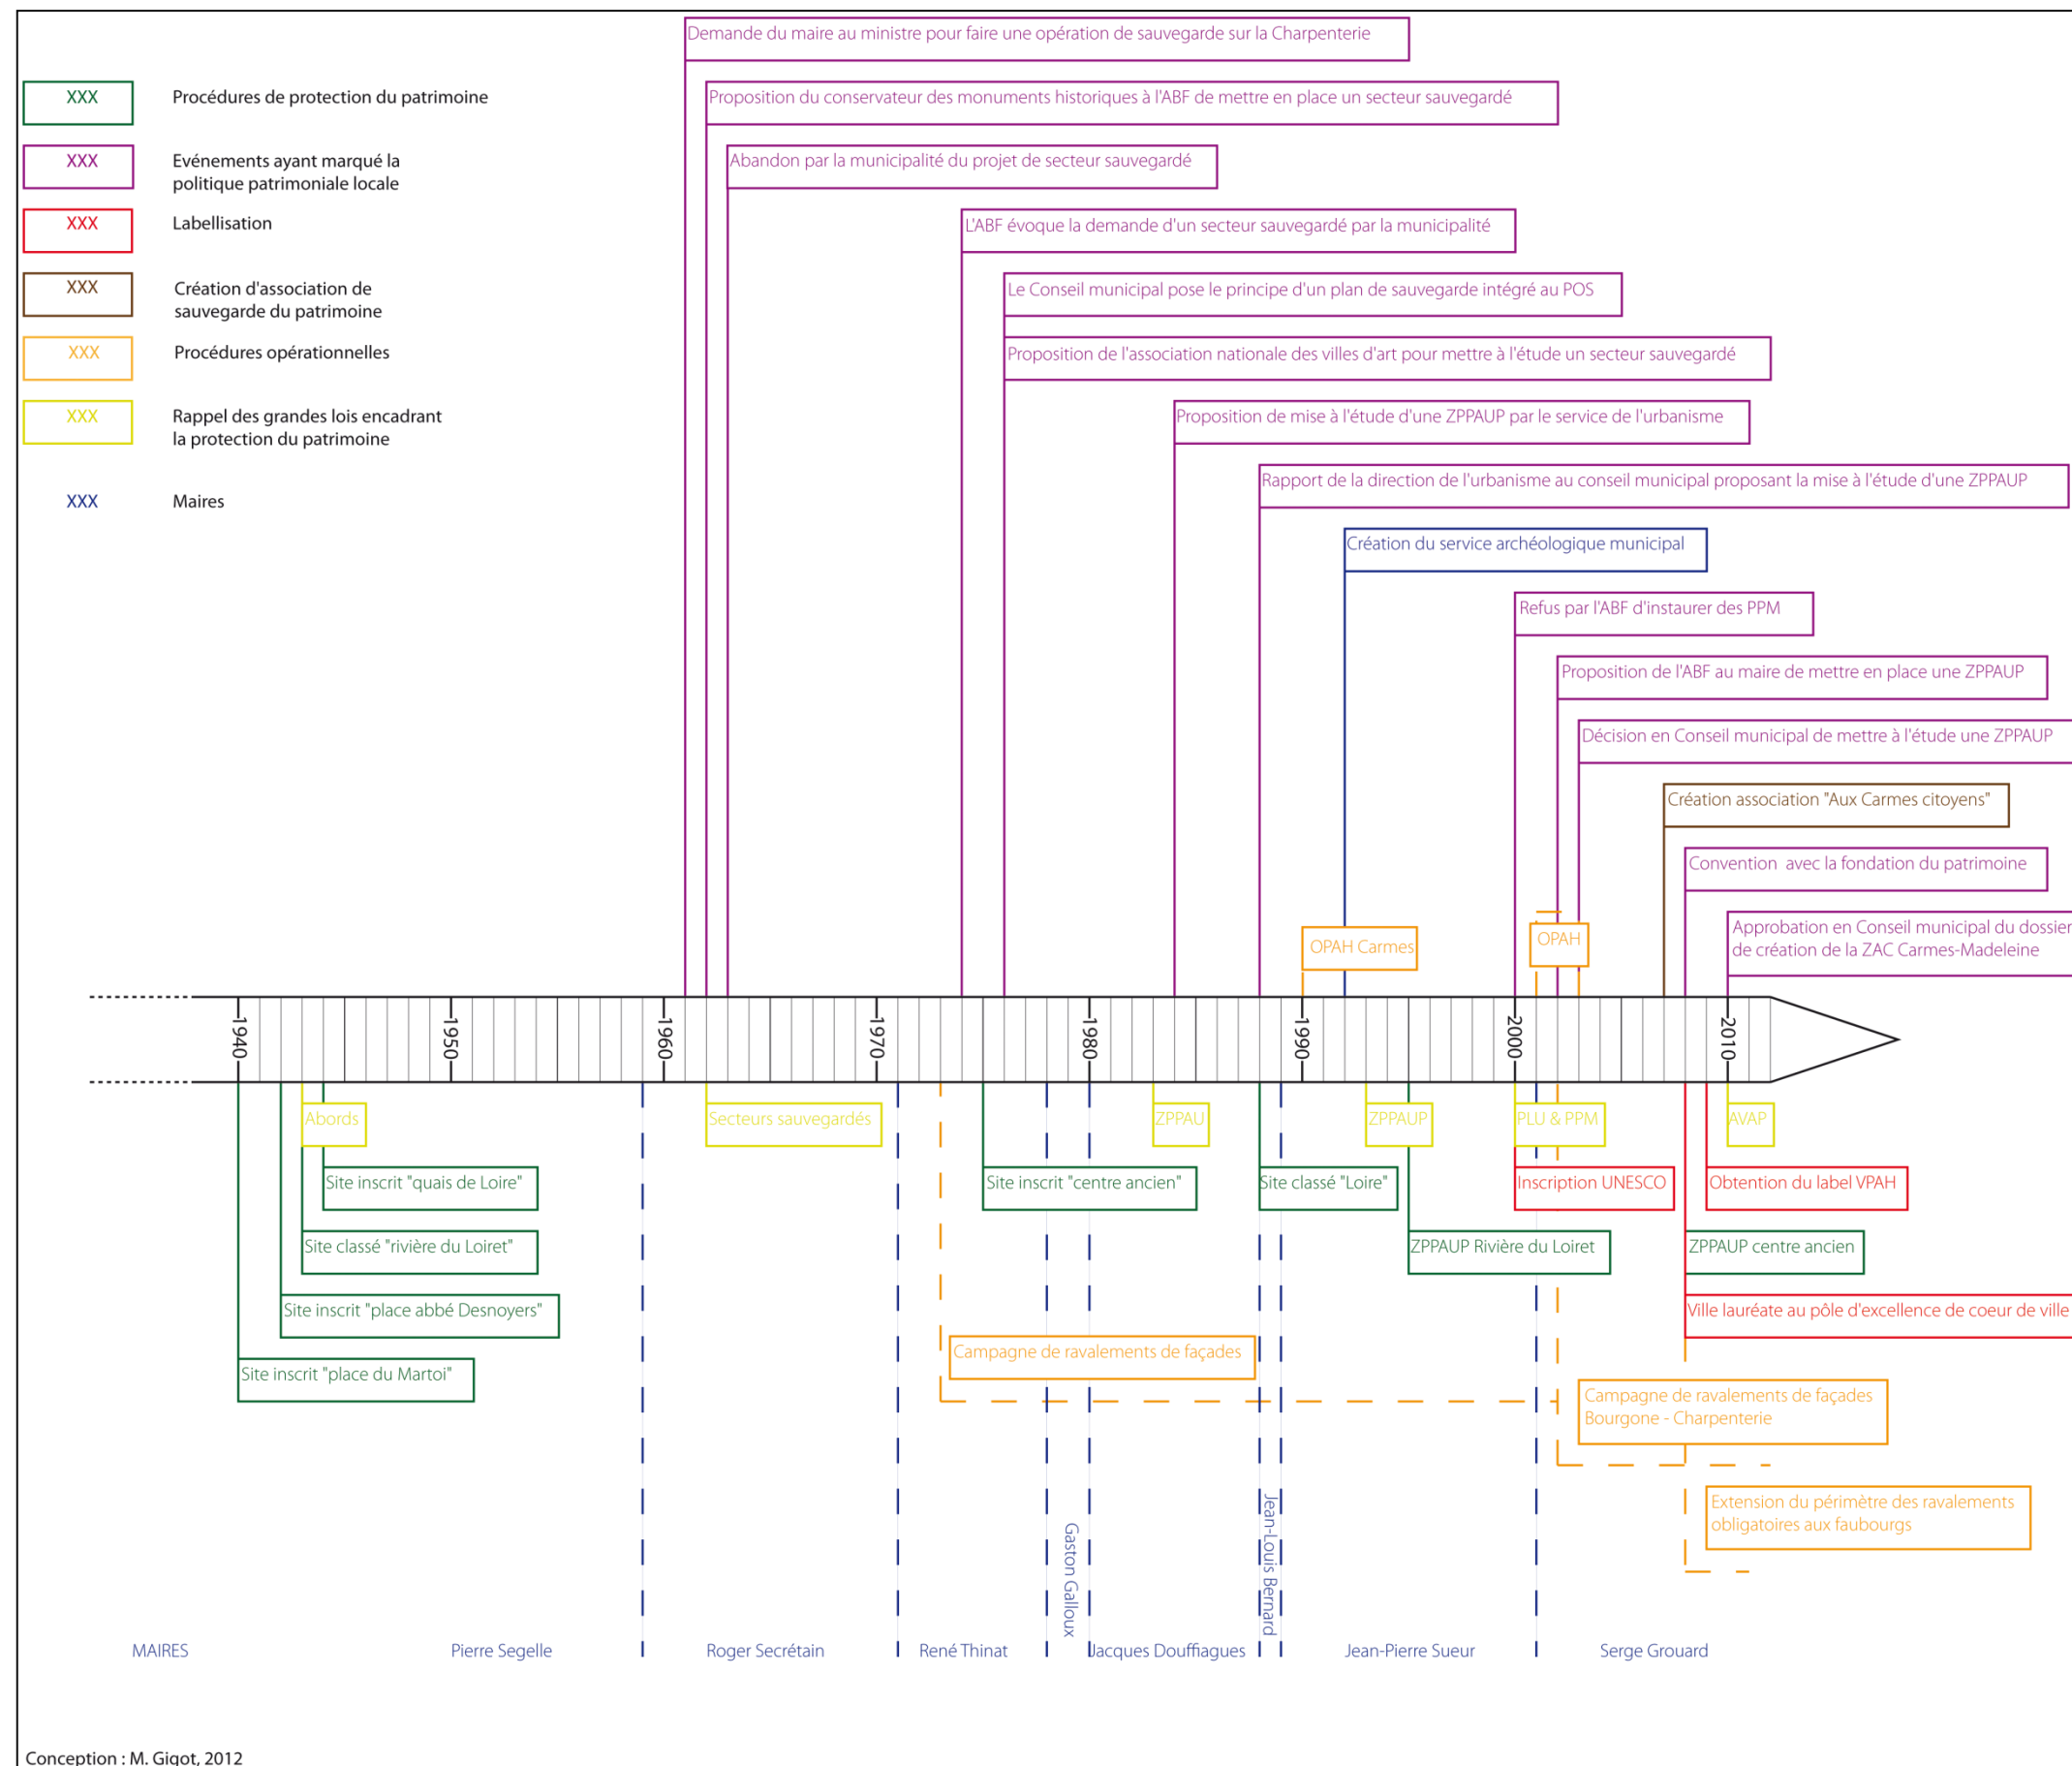 Demande du maire au ministre pour faire une opération de sauvegarde sur la Charpenterie
XXX Procédures de protection du patrimoine
Proposition du conservateur des monuments historiques à l'ABF de mettre en place un secteur sauvegardé
XXX Evénements ayant marqué la
politique patrimoniale locale
Abandon par la municipalité du projet de secteur sauvegardé
XXX Labellisation
L'ABF évoque la demande d'un secteur sauvegardé par la municipalité
XXX Création d'association de
sauvegarde du patrimoine
Le Conseil municipal pose le principe d'un plan de sauvegarde intégré au POS
XXX Procédures opérationnelles
Proposition de l'association nationale des villes d'art pour mettre à l'étude un secteur sauvegardé
XXX Rappel des grandes lois encadrant
la protection du patrimoine
Proposition de mise à l'étude d'une ZPPAUP par le service de l'urbanisme
Rapport de la direction de l'urbanisme au conseil municipal proposant la mise à l'étude d'une ZPPAUP
XXX Maires
Création du service archéologique municipal
Refus par l'ABF d'instaurer des PPM
Proposition de l'ABF au maire de mettre en place une ZPPAUP
Décision en Conseil municipal de mettre à l'étude une ZPPAUP
Création association "Aux Carmes citoyens"
Convention avec la fondation du patrimoine
Approbation en Conseil municipal du dossier
de création de la ZAC Carmes-Madeleine
OPAH Carmes
OPAH
1940 1950 1960 1970 1980 1990 2000 2010
Abords
Secteurs sauvegardés
ZPPAU
ZPPAUP
PLU & PPM
AVAP
Site inscrit "quais de Loire"
Site inscrit "centre ancien"
Site classé "Loire"
Inscription UNESCO
Obtention du label VPAH
Site classé "rivière du Loiret"
ZPPAUP Rivière du Loiret
ZPPAUP centre ancien
Site inscrit "place abbé Desnoyers"
Ville lauréate au pôle d'excellence de coeur de ville
Site inscrit "place du Martoi"
Campagne de ravalements de façades
Campagne de ravalements de façades
Bourgone - Charpenterie
Extension du périmètre des ravalements
obligatoires aux faubourgs
MAIRES
Pierre Segelle
Roger Secrétain
René Thinat
Gaston Galloux
Jacques Douffiagues
Jean-Louis Bernard
Jean-Pierre Sueur
Serge Grouard
Conception : M. Gigot, 2012